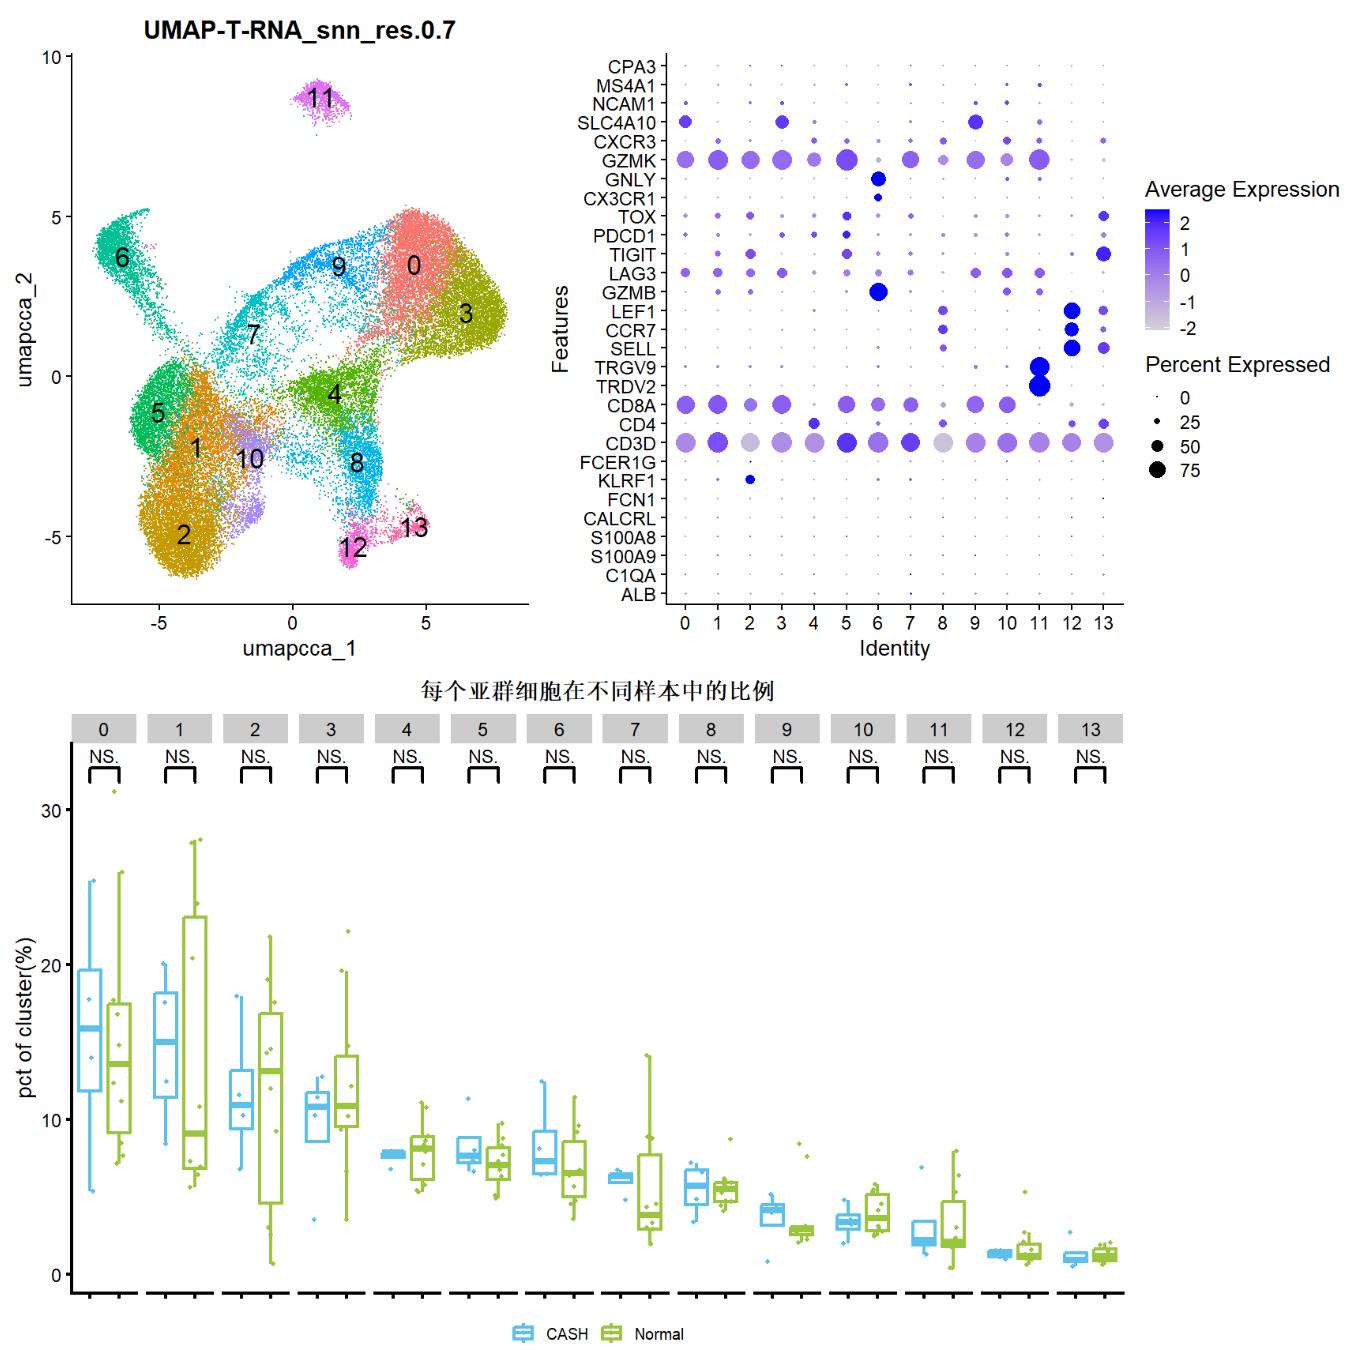 UMAP-T-RNA_snn_res.0.7
10
5
0
-5
umapcca_2
11
6
9
0
3
7
4
5
1
10
8
2
13
12
-5
0
5
umapcca_1
Features
CPA3
MS4A1
NCAM1
SLC4A10
CXCR3
GZMK
GNLY
CX3CR1
TOX
PDCD1
TIGIT
LAG3
GZMB
LEF1
CCR7
SELL
TRGV9
TRDV2
CD8A
CD4
CD3D
FCER1G
KLRF1
FCN1
CALCRL
S100A8
S100A9
C1QA
ALB
0 1 2 3 4 5 6 7 8 9 10 11 12 13
Identity
Average Expression
2
1
0
-1
-2
Percent Expressed
0
25
50
75
每个亚群细胞在不同样本中的比例
0 1 2 3 4 5 6 7 8 9 10 11 12 13
NS. NS. NS. NS. NS. NS. NS. NS. NS. NS. NS. NS. NS. NS.
30
20
10
0
pct of cluster(%)
CASH Normal